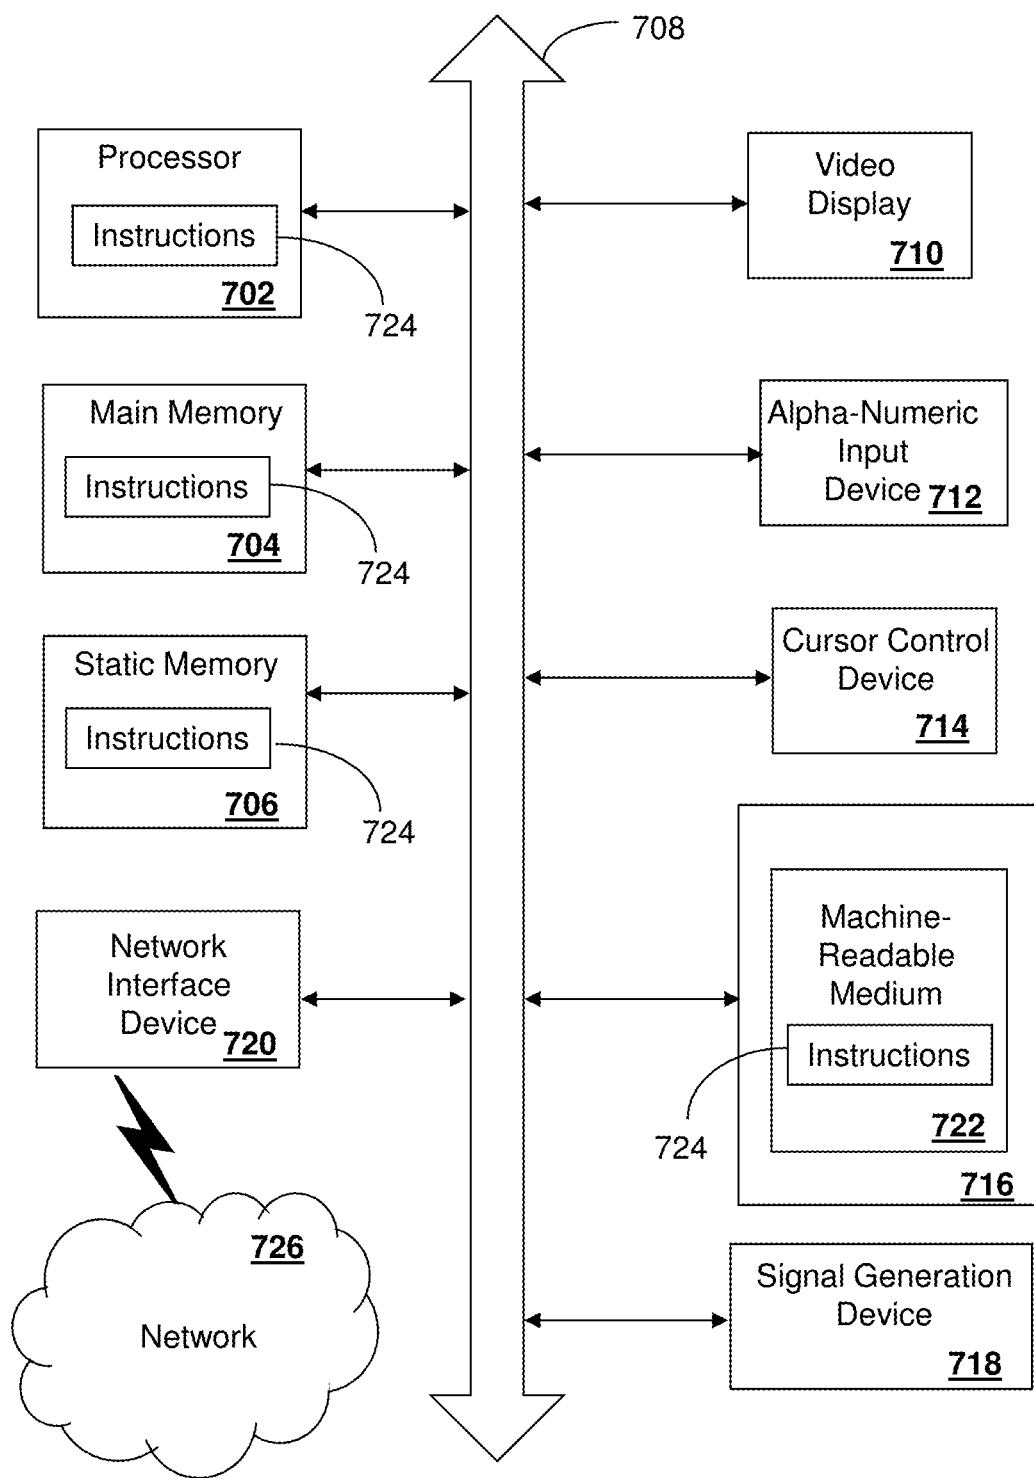 708
Processor
Instructions
702
724
Main Memory
Instructions
704
724
Static Memory
Instructions
706
724
Network
Interface
Device
720
726
Network
Video
Display
710
Alpha-Numeric
Input
Device
712
Cursor Control
Device
714
Machine-
Readable
Medium
Instructions
722
724
716
Signal Generation
Device
718